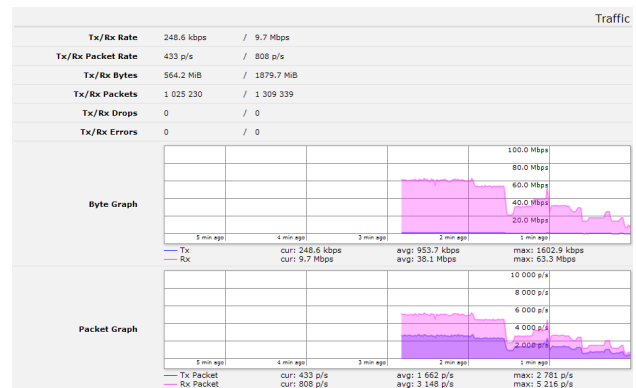 Traffic
Tx/Rx Rate 248.6 kbps / 9.7 Mbps
Tx/Rx Packet Rate 433 p/s / 808 p/s
Tx/Rx Bytes 564.2 MiB / 1879.7 MiB
Tx/Rx Packets 1 025 230 / 1 309 339
Tx/Rx Drops 0 / 0
Tx/Rx Errors 0 / 0
Byte Graph
100.0 Mbps
80.0 Mbps
60.0 Mbps
40.0 Mbps
20.0 Mbps
5 min ago 4 min ago 3 min ago 2 min ago 1 min ago
Tx cur: 248.6 kbps avg: 953.7 kbps max: 1602.9 kbps
Rx cur: 9.7 Mbps avg: 38.1 Mbps max: 63.3 Mbps
Packet Graph
10 000 p/s
8 000 p/s
6 000 p/s
4 000 p/s
2 000 p/s
5 min ago 4 min ago 3 min ago 2 min ago 1 min ago
Tx Packet cur: 433 p/s avg: 1 662 p/s max: 2 781 p/s
Rx Packet cur: 808 p/s avg: 3 148 p/s max: 5 216 p/s